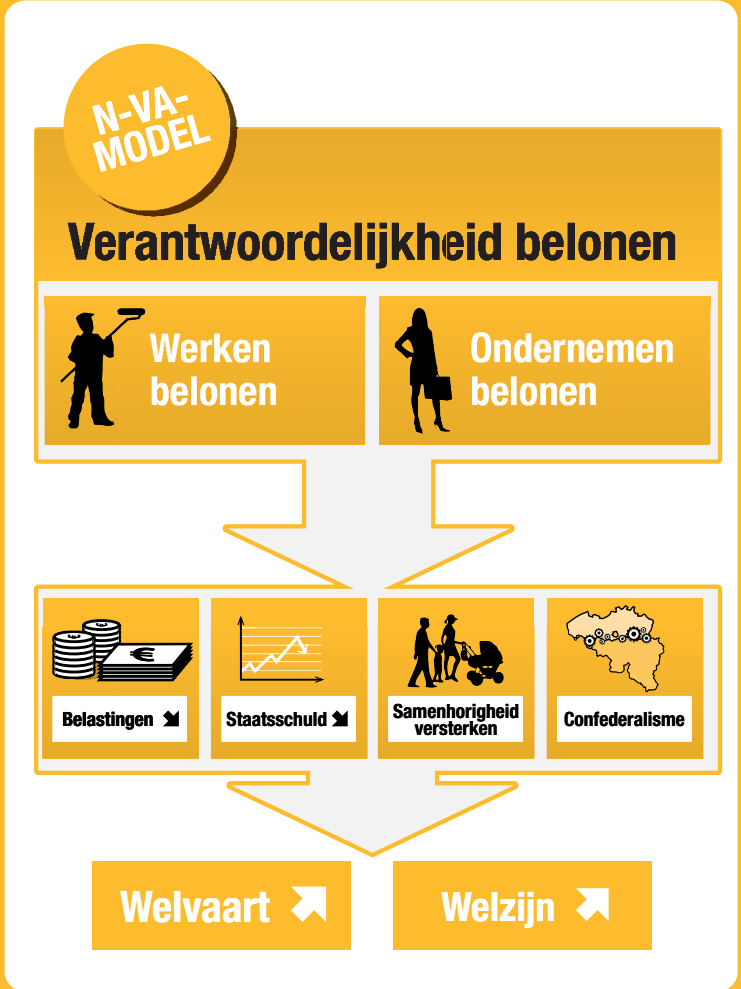 N-VA-
MODEL
Verantwoordelijkheid belonen
Werken
belonen
Ondernemen
belonen
Belastingen
Staatsschuld
Samenhorigheid
versterken
Confederalisme
Welvaart
Welzijn